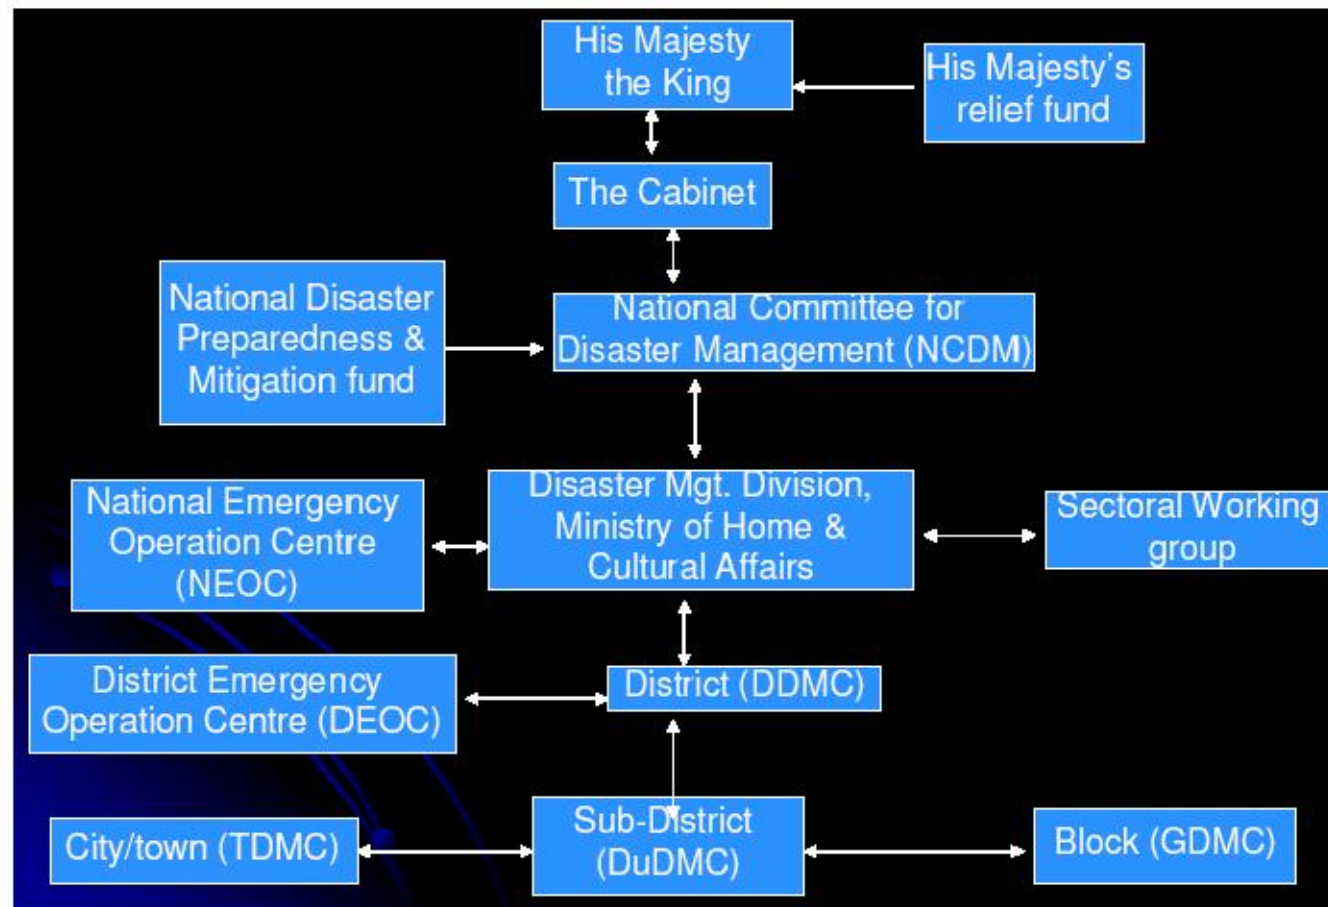 His Majesty
the King
His Majesty's
relief fund
The Cabinet
National Disaster
Preparedness &
Mitigation fund
National Committee for
Disaster Management (NCDM)
National Emergency
Operation Centre
(NEOC)
Disaster Mgt. Division,
Ministry of Home &
Cultural Affairs
Sectoral Working
group
District Emergency
Operation Centre (DEOC)
District (DDMC)
City/town (TDMC)
Sub-District
(DuDMC)
Block (GDMC)